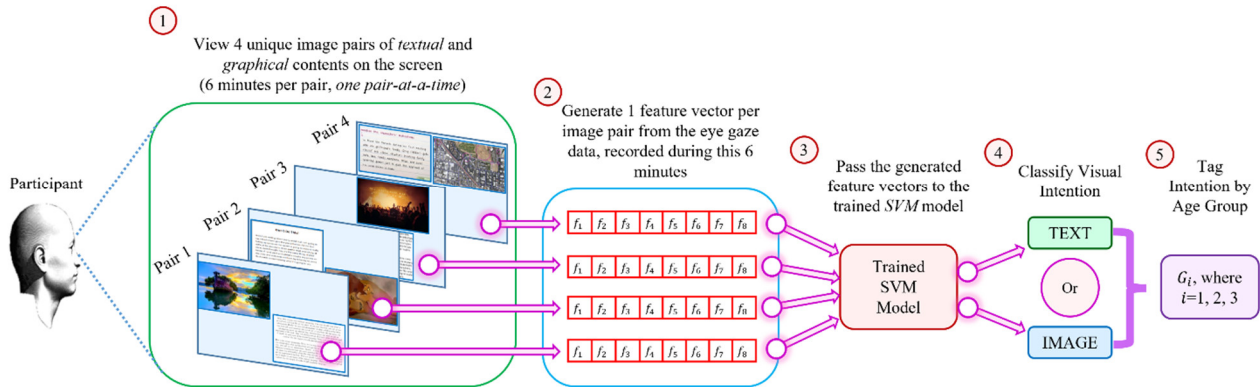 1
View 4 unique image pairs of textual and
graphical contents on the screen
(6 minutes per pair, one pair-at-a-time)
Participant
Pair 1
Pair 2
Pair 3
Pair 4
2
Generate 1 feature vector per
image pair from the eye gaze
data, recorded during this 6
minutes
f₁ f₂ f₃ f₄ f₅ f₆ f₇ f₈
f₁ f₂ f₃ f₄ f₅ f₆ f₇ f₈
f₁ f₂ f₃ f₄ f₅ f₆ f₇ f₈
f₁ f₂ f₃ f₄ f₅ f₆ f₇ f₈
3
Pass the generated
feature vectors to the
trained SVM model
Trained
SVM
Model
4
Classify Visual
Intention
TEXT
Or
IMAGE
5
Tag
Intention by
Age Group
Gᵢ, where
i=1, 2, 3